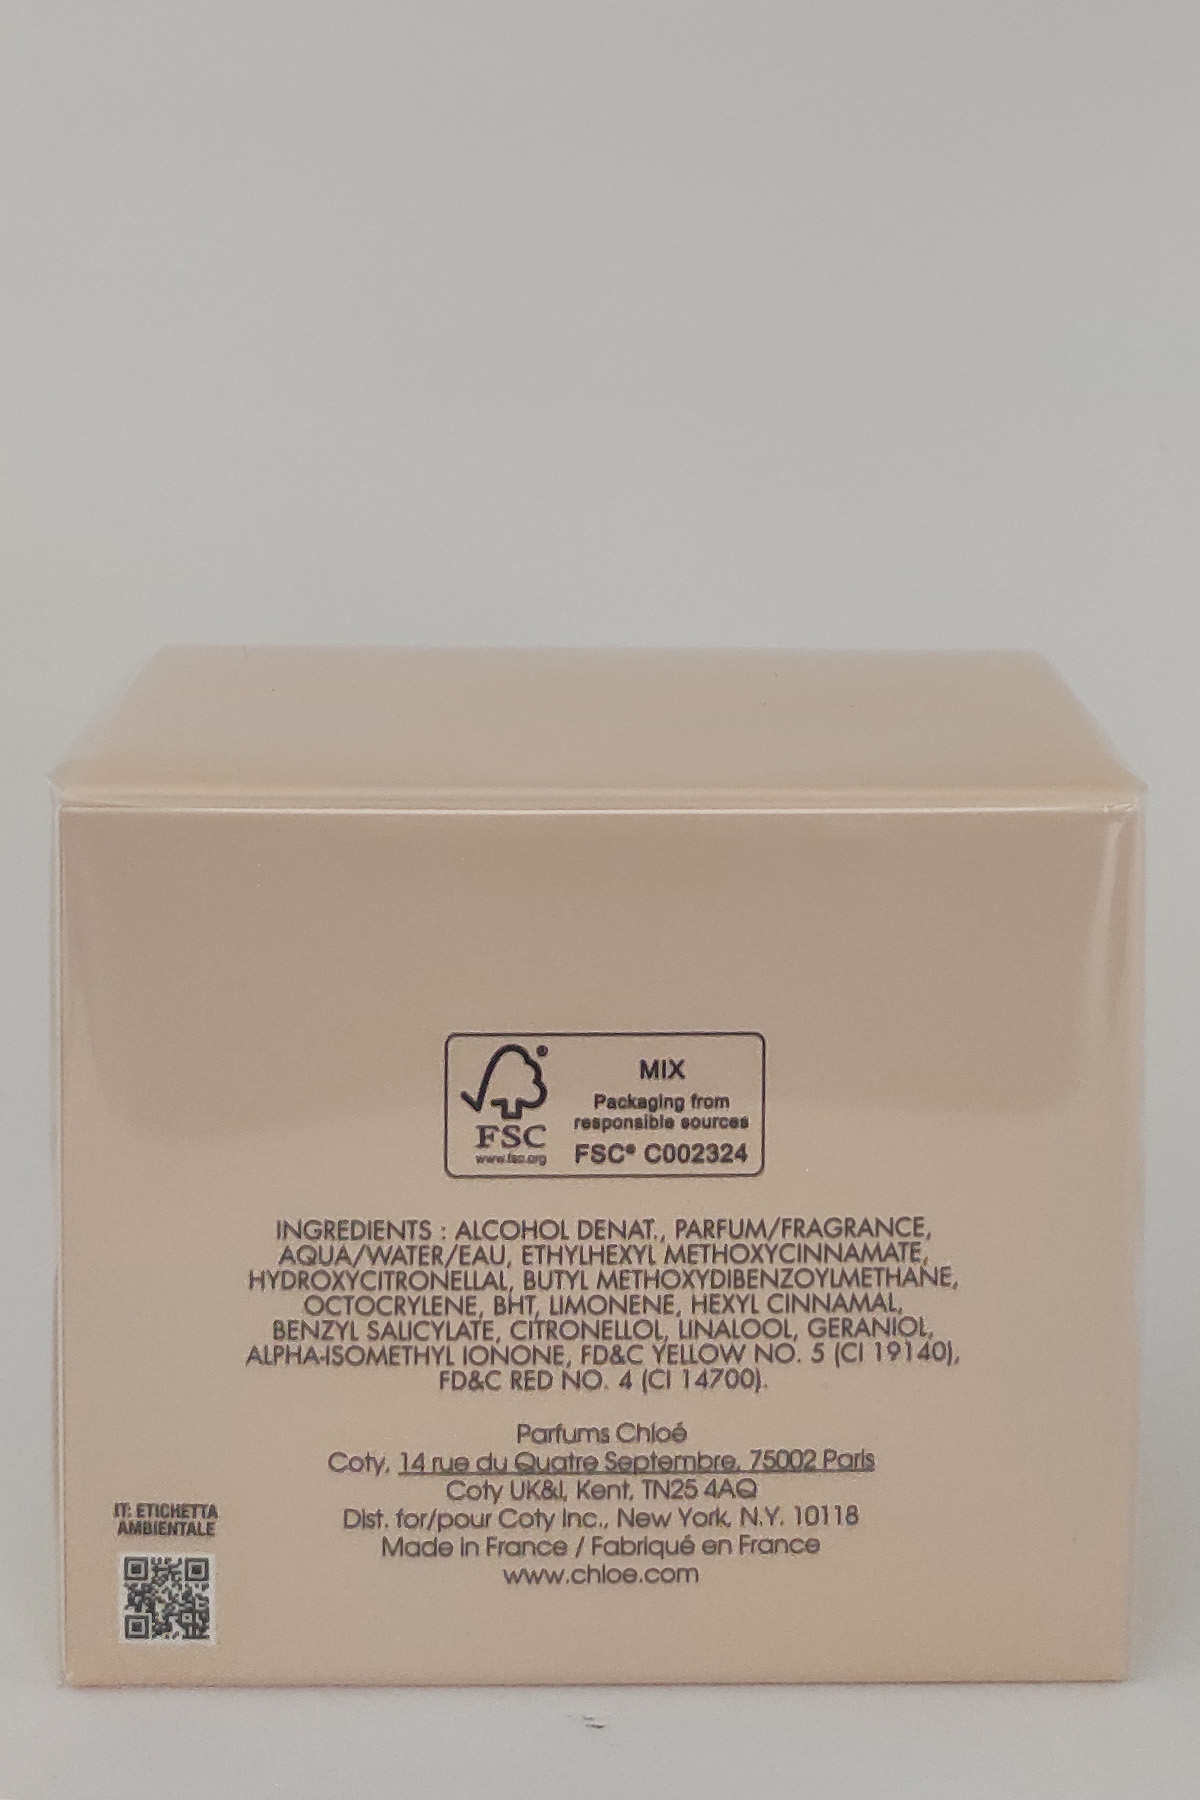 MIX
Packaging from
responsible sources
FSC® C002324
FSC
www.fsc.org
INGREDIENTS : ALCOHOL DENAT., PARFUM/FRAGRANCE,
AQUA/WATER/EAU, ETHYLHEXYL METHOXYCINNAMATE,
HYDROXYCITRONELLAL, BUTYL METHOXYDIBENZOYLMETHANE,
OCTOCRYLENE, BHT, LIMONENE, HEXYL CINNAMAL,
BENZYL SALICYLATE, CITRONELLOL, LINALOOL, GERANIOL,
ALPHA-ISOMETHYL IONONE, FD&C YELLOW NO. 5 (CI 19140),
FD&C RED NO. 4 (CI 14700).
Parfums Chloé
Coty, 14 rue du Quatre Septembre, 75002 Paris
Coty UK&I, Kent, TN25 4AQ
Dist. for/pour Coty Inc., New York, N.Y. 10118
Made in France / Fabriqué en France
www.chloe.com
IT: ETICHETTA
AMBIENTALE